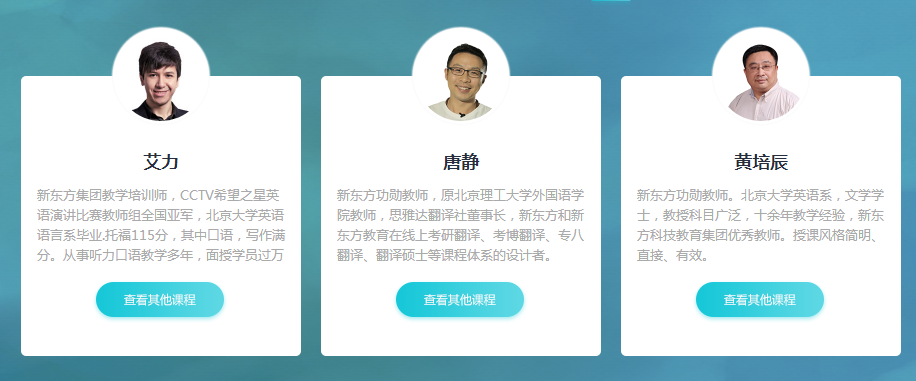 艾力
新东方集团教学培训师，CCTV希望之星英
语演讲比赛教师组全国亚军，北京大学英语
语言系毕业.托福115分，其中口语，写作满
分。从事听力口语教学多年，面授学员过万
查看其他课程
唐静
新东方功勋教师，原北京理工大学外国语学
院教师，思雅达翻译社董事长，新东方和新
东方教育在线上考研翻译、考博翻译、专八
翻译、翻译硕士等课程体系的设计者。
查看其他课程
黄培辰
新东方功勋教师。北京大学英语系，文学学
士，教授科目广泛，十余年教学经验，新东
方科技教育集团优秀教师。授课风格简明、
直接、有效。
查看其他课程